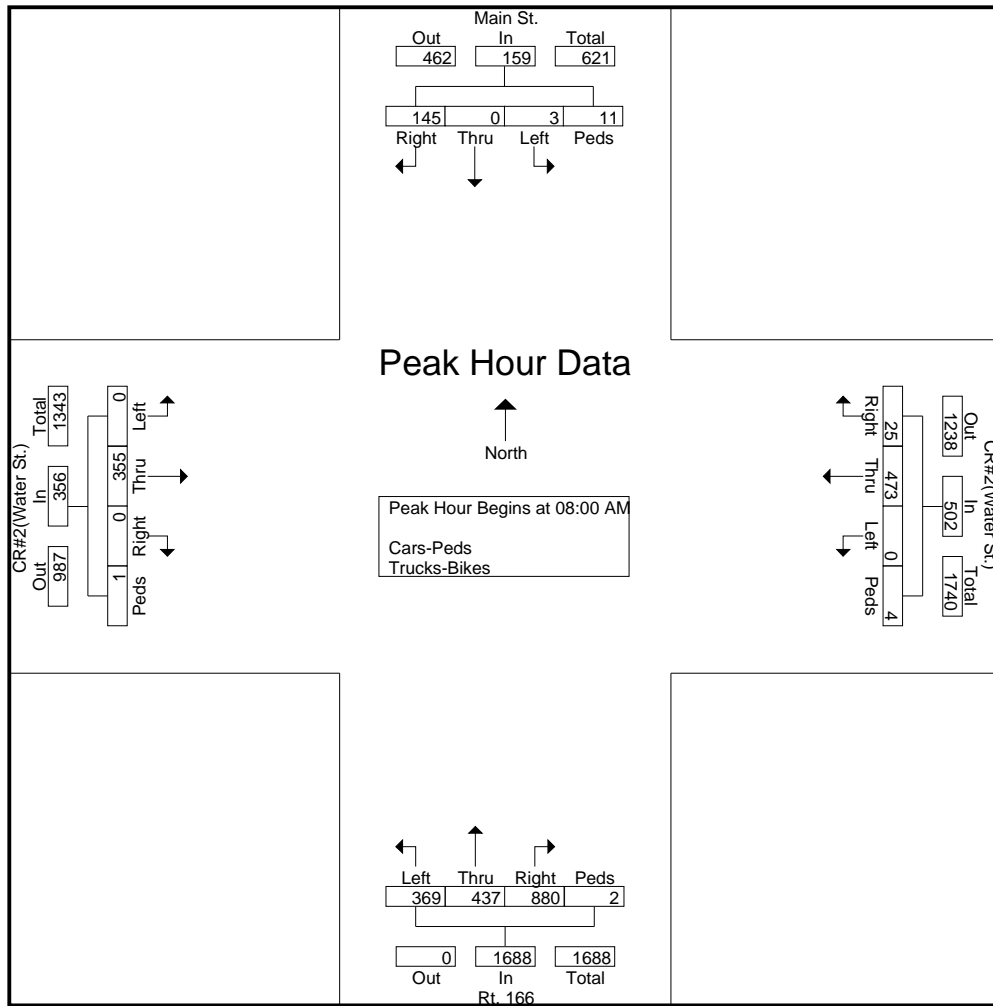 Main St.
Out In Total
462 159 621
145 0 3 11
Right Thru Left Peds
Peak Hour Data
North
Peak Hour Begins at 08:00 AM
Cars-Peds
Trucks-Bikes
CR#2(Water St.)
Out In Total
987 356 1343
Left Thru Right Peds
0 355 0 1
Right Thru Left Peds
25 473 0 4
Out In Total
1238 502 1740
CR#2(Water St.)
Left Thru Right Peds
369 437 880 2
0 1688 1688
Out In Total
Rt. 166